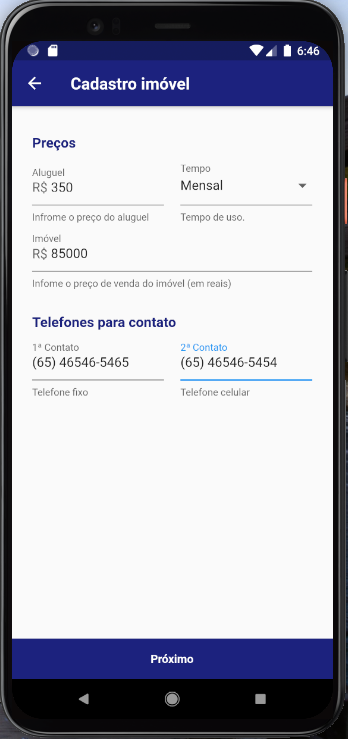 6:46
Cadastro imóvel
Preços
Aluguel
R$ 350
Tempo
Mensal
Infrome o preço do aluguel
Tempo de uso.
Imóvel
R$ 85000
Infome o preço de venda do imóvel (em reais)
Telefones para contato
1ª Contato
(65) 46546-5465
2ª Contato
(65) 46546-5454
Telefone fixo
Telefone celular
Próximo